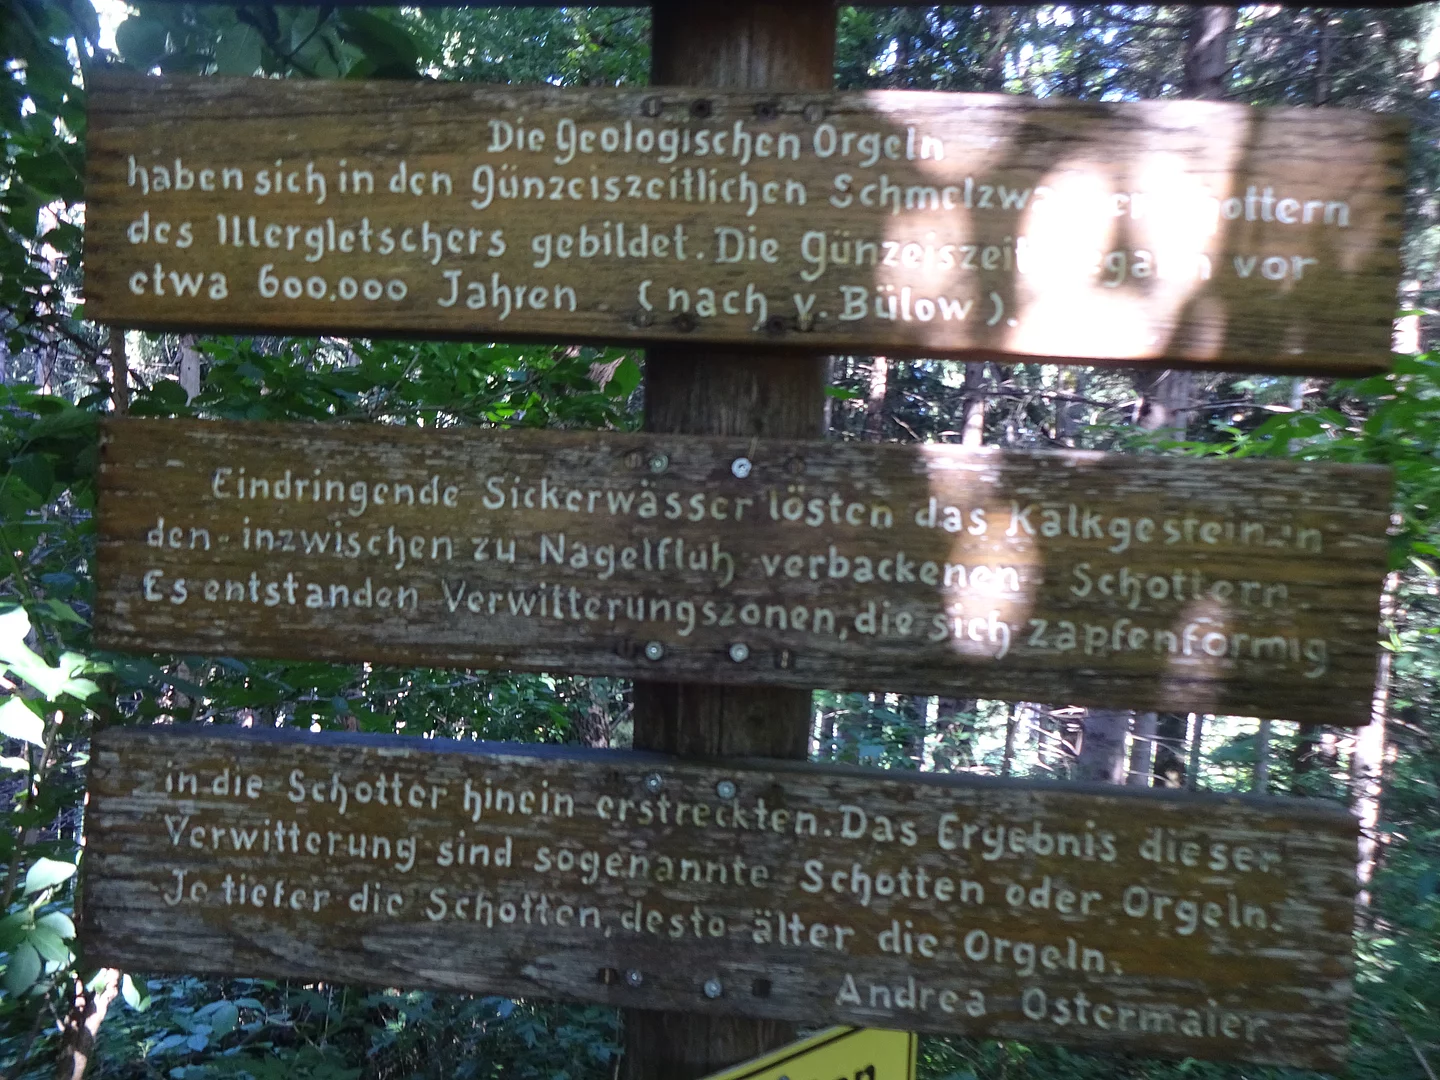 Die Geologischen Orgeln
haben sich in den günzeiszeitlichen Schmelzwasserschottern
des Illergletschers gebildet. Die Günzeiszeit begann vor
etwa 600.000 Jahren (nach v. Bülow).
Eindringende Sickerwässer lösten das Kalkgestein in
den inzwischen zu Nagelfluh verbackenen Schottern.
Es entstanden Verwitterungszonen, die sich zapfenförmig
in die Schotter hinein erstreckten. Das Ergebnis dieser
Verwitterung sind sogenannte Schotten oder Orgeln.
Je tiefer die Schotten, desto älter die Orgeln.
Andrea Ostermaier.